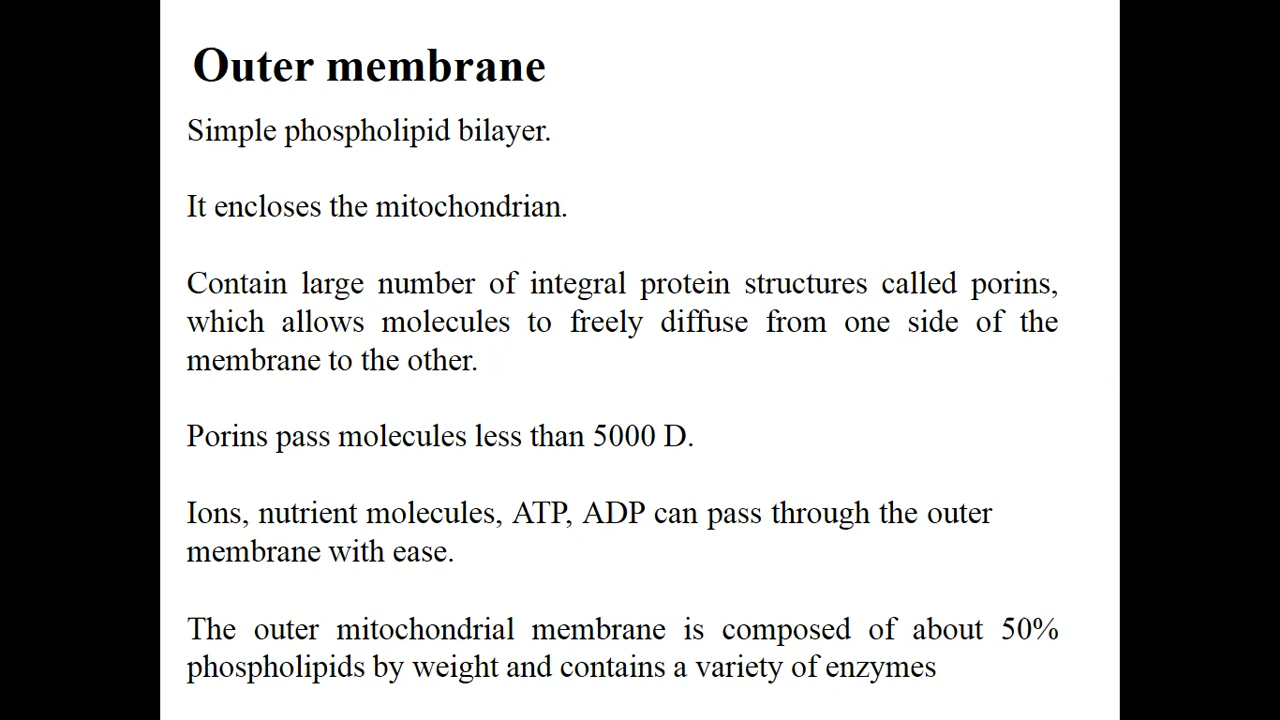 Outer membrane
Simple phospholipid bilayer.
It encloses the mitochondrian.
Contain large number of integral protein structures called porins,
which allows molecules to freely diffuse from one side of the
membrane to the other.
Porins pass molecules less than 5000 D.
Ions, nutrient molecules, ATP, ADP can pass through the outer
membrane with ease.
The outer mitochondrial membrane is composed of about 50%
phospholipids by weight and contains a variety of enzymes